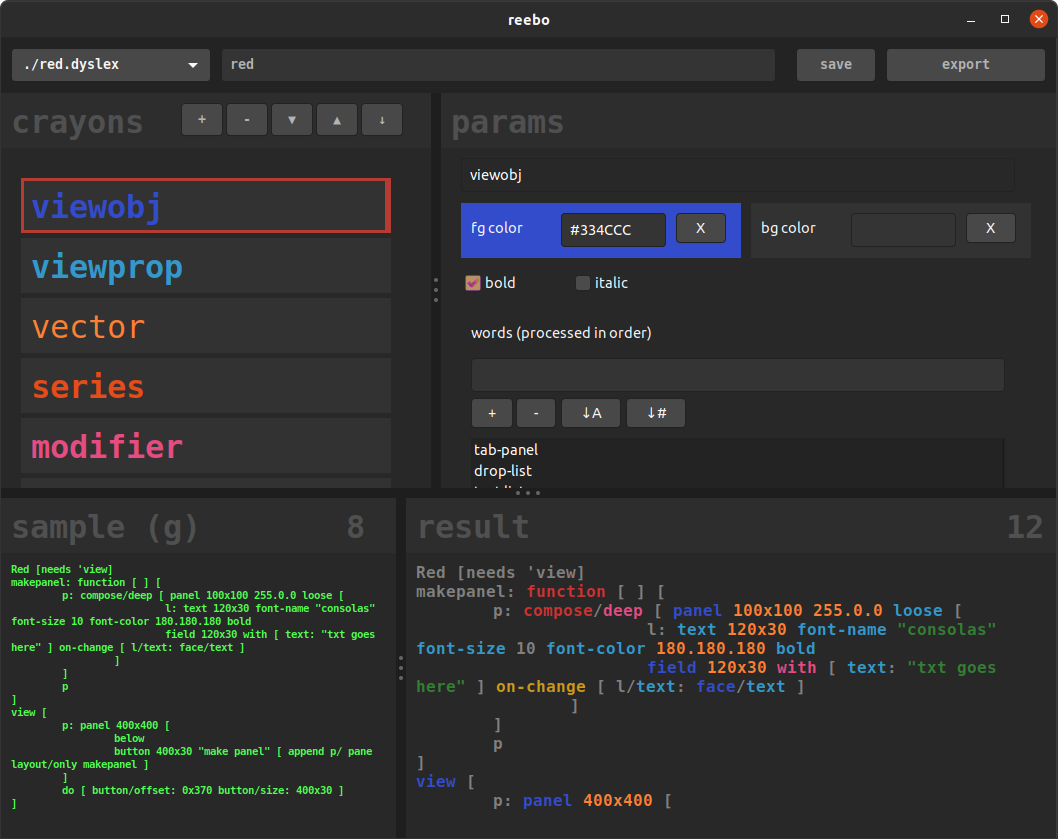 reebo
./red.dyslex
red
save
export
crayons
+
-
▼
▲
↓
params
viewobj
viewprop
vector
series
modifier
viewobj
fg color
#334CCC
X
bg color
X
bold
italic
words (processed in order)
+
-
↓A
↓#
tab-panel
drop-list
sample (g)
8
Red [needs 'view]
makepanel: function [ ] [
p: compose/deep [ panel 100x100 255.0.0 loose [
l: text 120x30 font-name "consolas"
font-size 10 font-color 180.180.180 bold
field 120x30 with [ text: "txt goes
here" ] on-change [ l/text: face/text ]
]
]
p
]
view [
p: panel 400x400 [
below
button 400x30 "make panel" [ append p/ pane
layout/only makepanel ]
]
do [ button/offset: 0x370 button/size: 400x30 ]
]
result
12
Red [needs 'view]
makepanel: function [ ] [
p: compose/deep [ panel 100x100 255.0.0 loose [
l: text 120x30 font-name "consolas"
font-size 10 font-color 180.180.180 bold
field 120x30 with [ text: "txt goes
here" ] on-change [ l/text: face/text ]
]
]
p
]
view [
p: panel 400x400 [